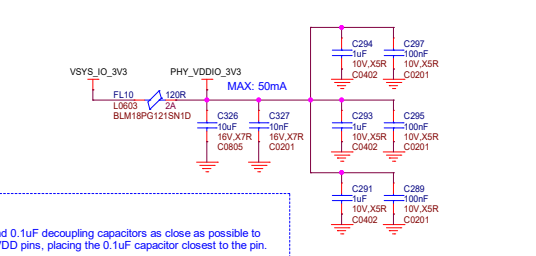 C294
1uF
10V,X5R
C0402
C297
100nF
10V,X5R
C0201
VSYS_IO_3V3
PHY_VDDIO_3V3
MAX: 50mA
FL10
L0603
BLM18PG121SN1D
120R
2A
C326
10uF
16V,X7R
C0805
C327
10nF
16V,X7R
C0201
C293
1uF
10V,X5R
C0402
C295
100nF
10V,X5R
C0201
C291
1uF
10V,X5R
C0402
C289
100nF
10V,X5R
C0201
0.1uF decoupling capacitors as close as possible to
pins, placing the 0.1uF capacitor closest to the pin.